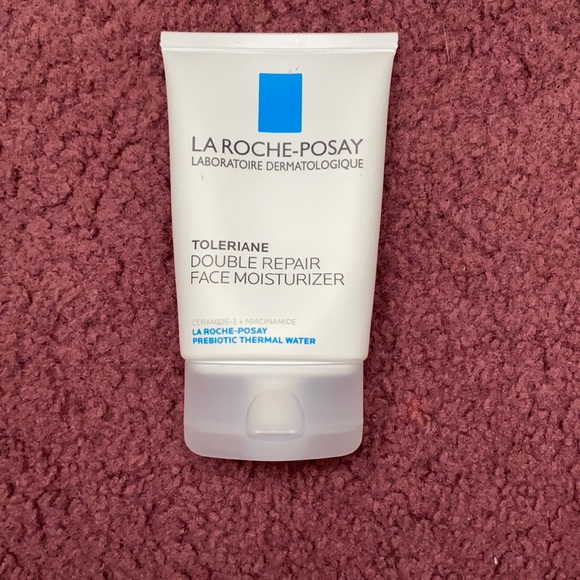 LA ROCHE-POSAY
LABORATOIRE DERMATOLOGIQUE
TOLERIANE
DOUBLE REPAIR
FACE MOISTURIZER
CERAMIDE-3 + NIACINAMIDE
LA ROCHE-POSAY
PREBIOTIC THERMAL WATER